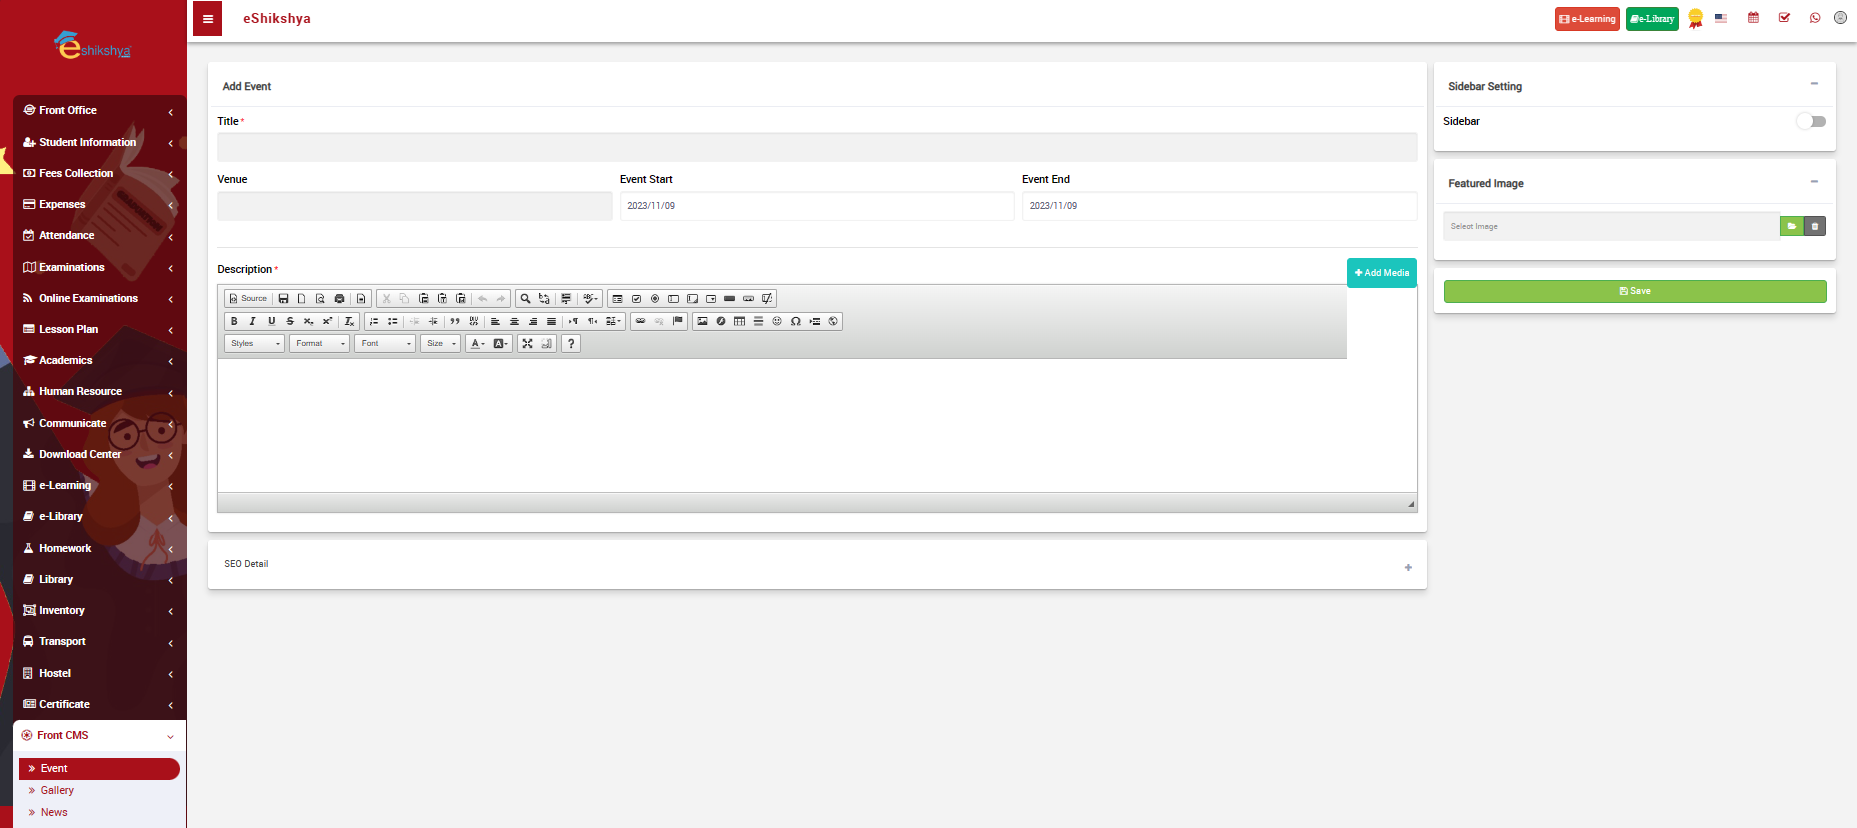 eshikshya
eShikshya
e-Learning
e-Library
Front Office
Student Information
Fees Collection
Expenses
Attendance
Examinations
Online Examinations
Lesson Plan
Academics
Human Resource
Communicate
Download Center
e-Learning
e-Library
Homework
Library
Inventory
Transport
Hostel
Certificate
Front CMS
Event
Gallery
News
Add Event
Title *
Venue
Event Start
Event End
2023/11/09
2023/11/09
Description *
+ Add Media
Source
Styles
Format
Font
Size
SEO Detail
Sidebar Setting
Sidebar
Featured Image
Select Image
Save